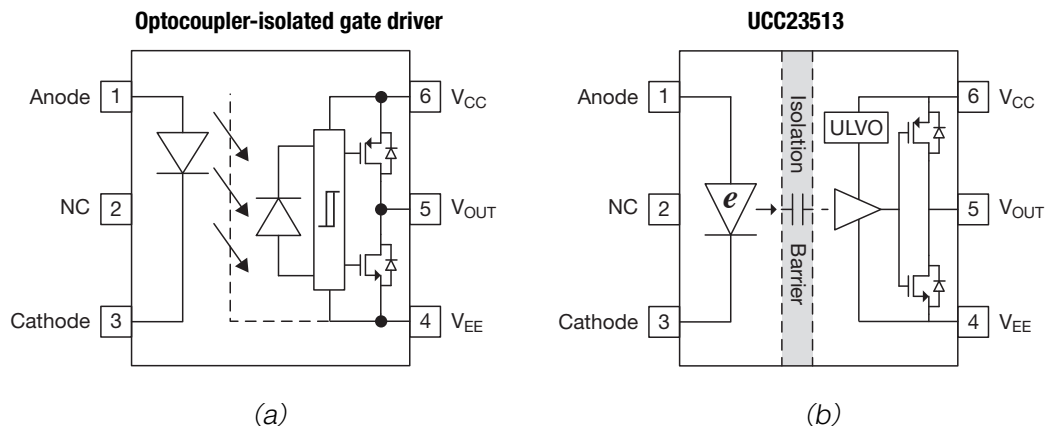 Optocoupler-isolated gate driver
Anode 1
NC 2
Cathode 3
6 VCC
5 VOUT
4 VEE
(a)
UCC23513
Anode 1
NC 2
Cathode 3
e
Isolation
Barrier
ULVO
6 VCC
5 VOUT
4 VEE
(b)